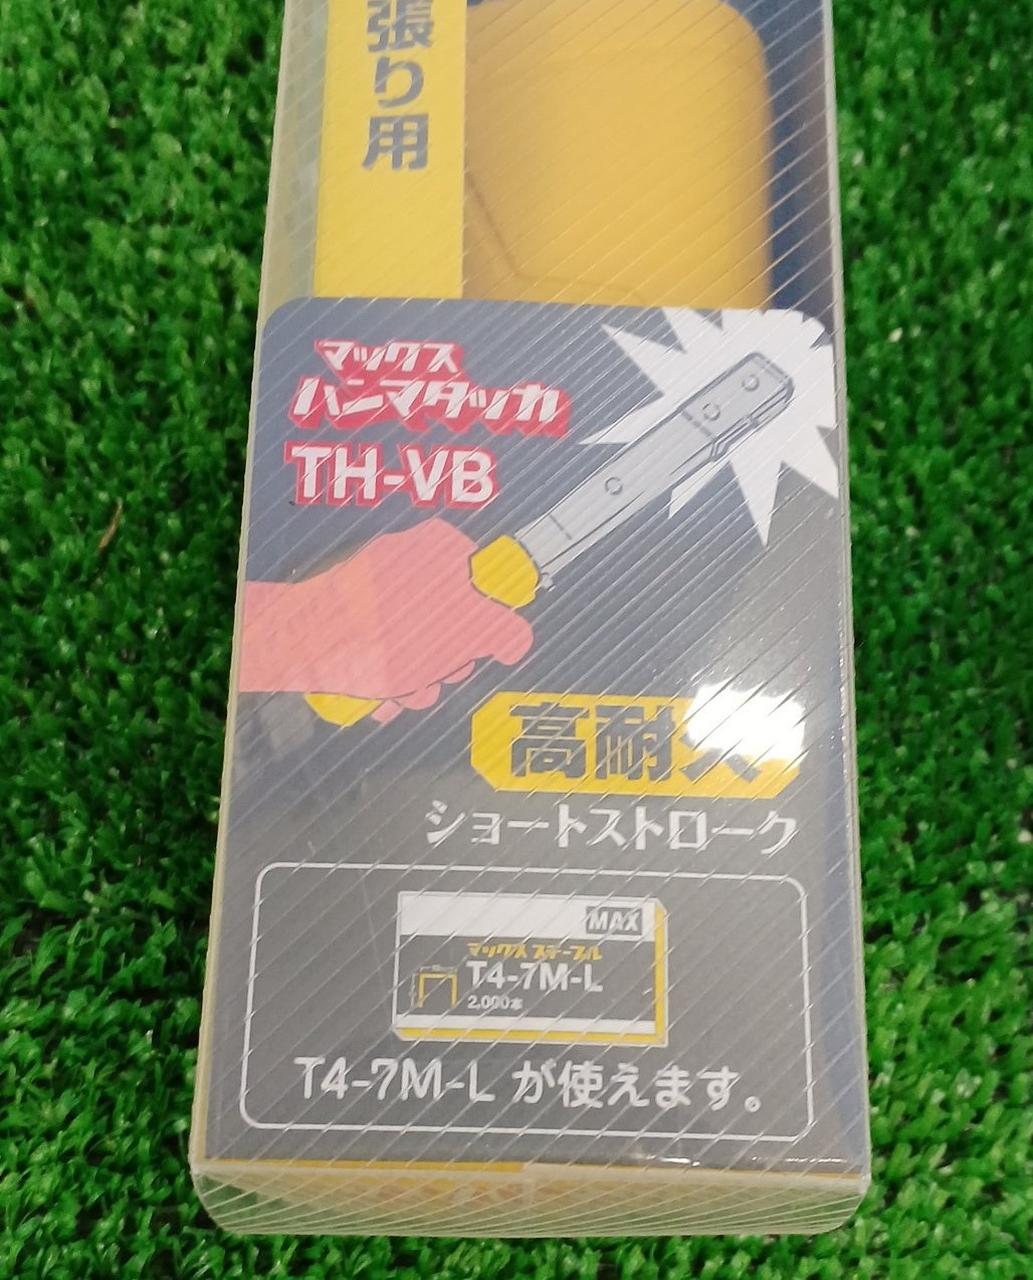 張り用
マックス
ハンマタッカ
TH-VB
高耐久
ショートストローク
MAX
マックス ステープル
T4-7M-L
2,000本
T4-7M-L が使えます。